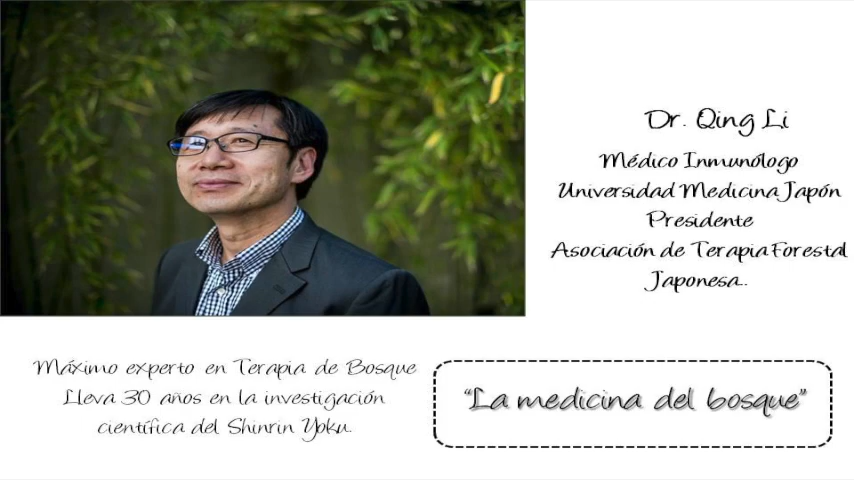 Dr. Qing Li
Médico Inmunólogo
Universidad Medicina Japón
Presidente
Asociación de Terapia Forestal
Japonesa..
Máximo experto en Terapia de Bosque
Lleva 30 años en la investigación
científica del Shinrin Yoku.
"La medicina del bosque"